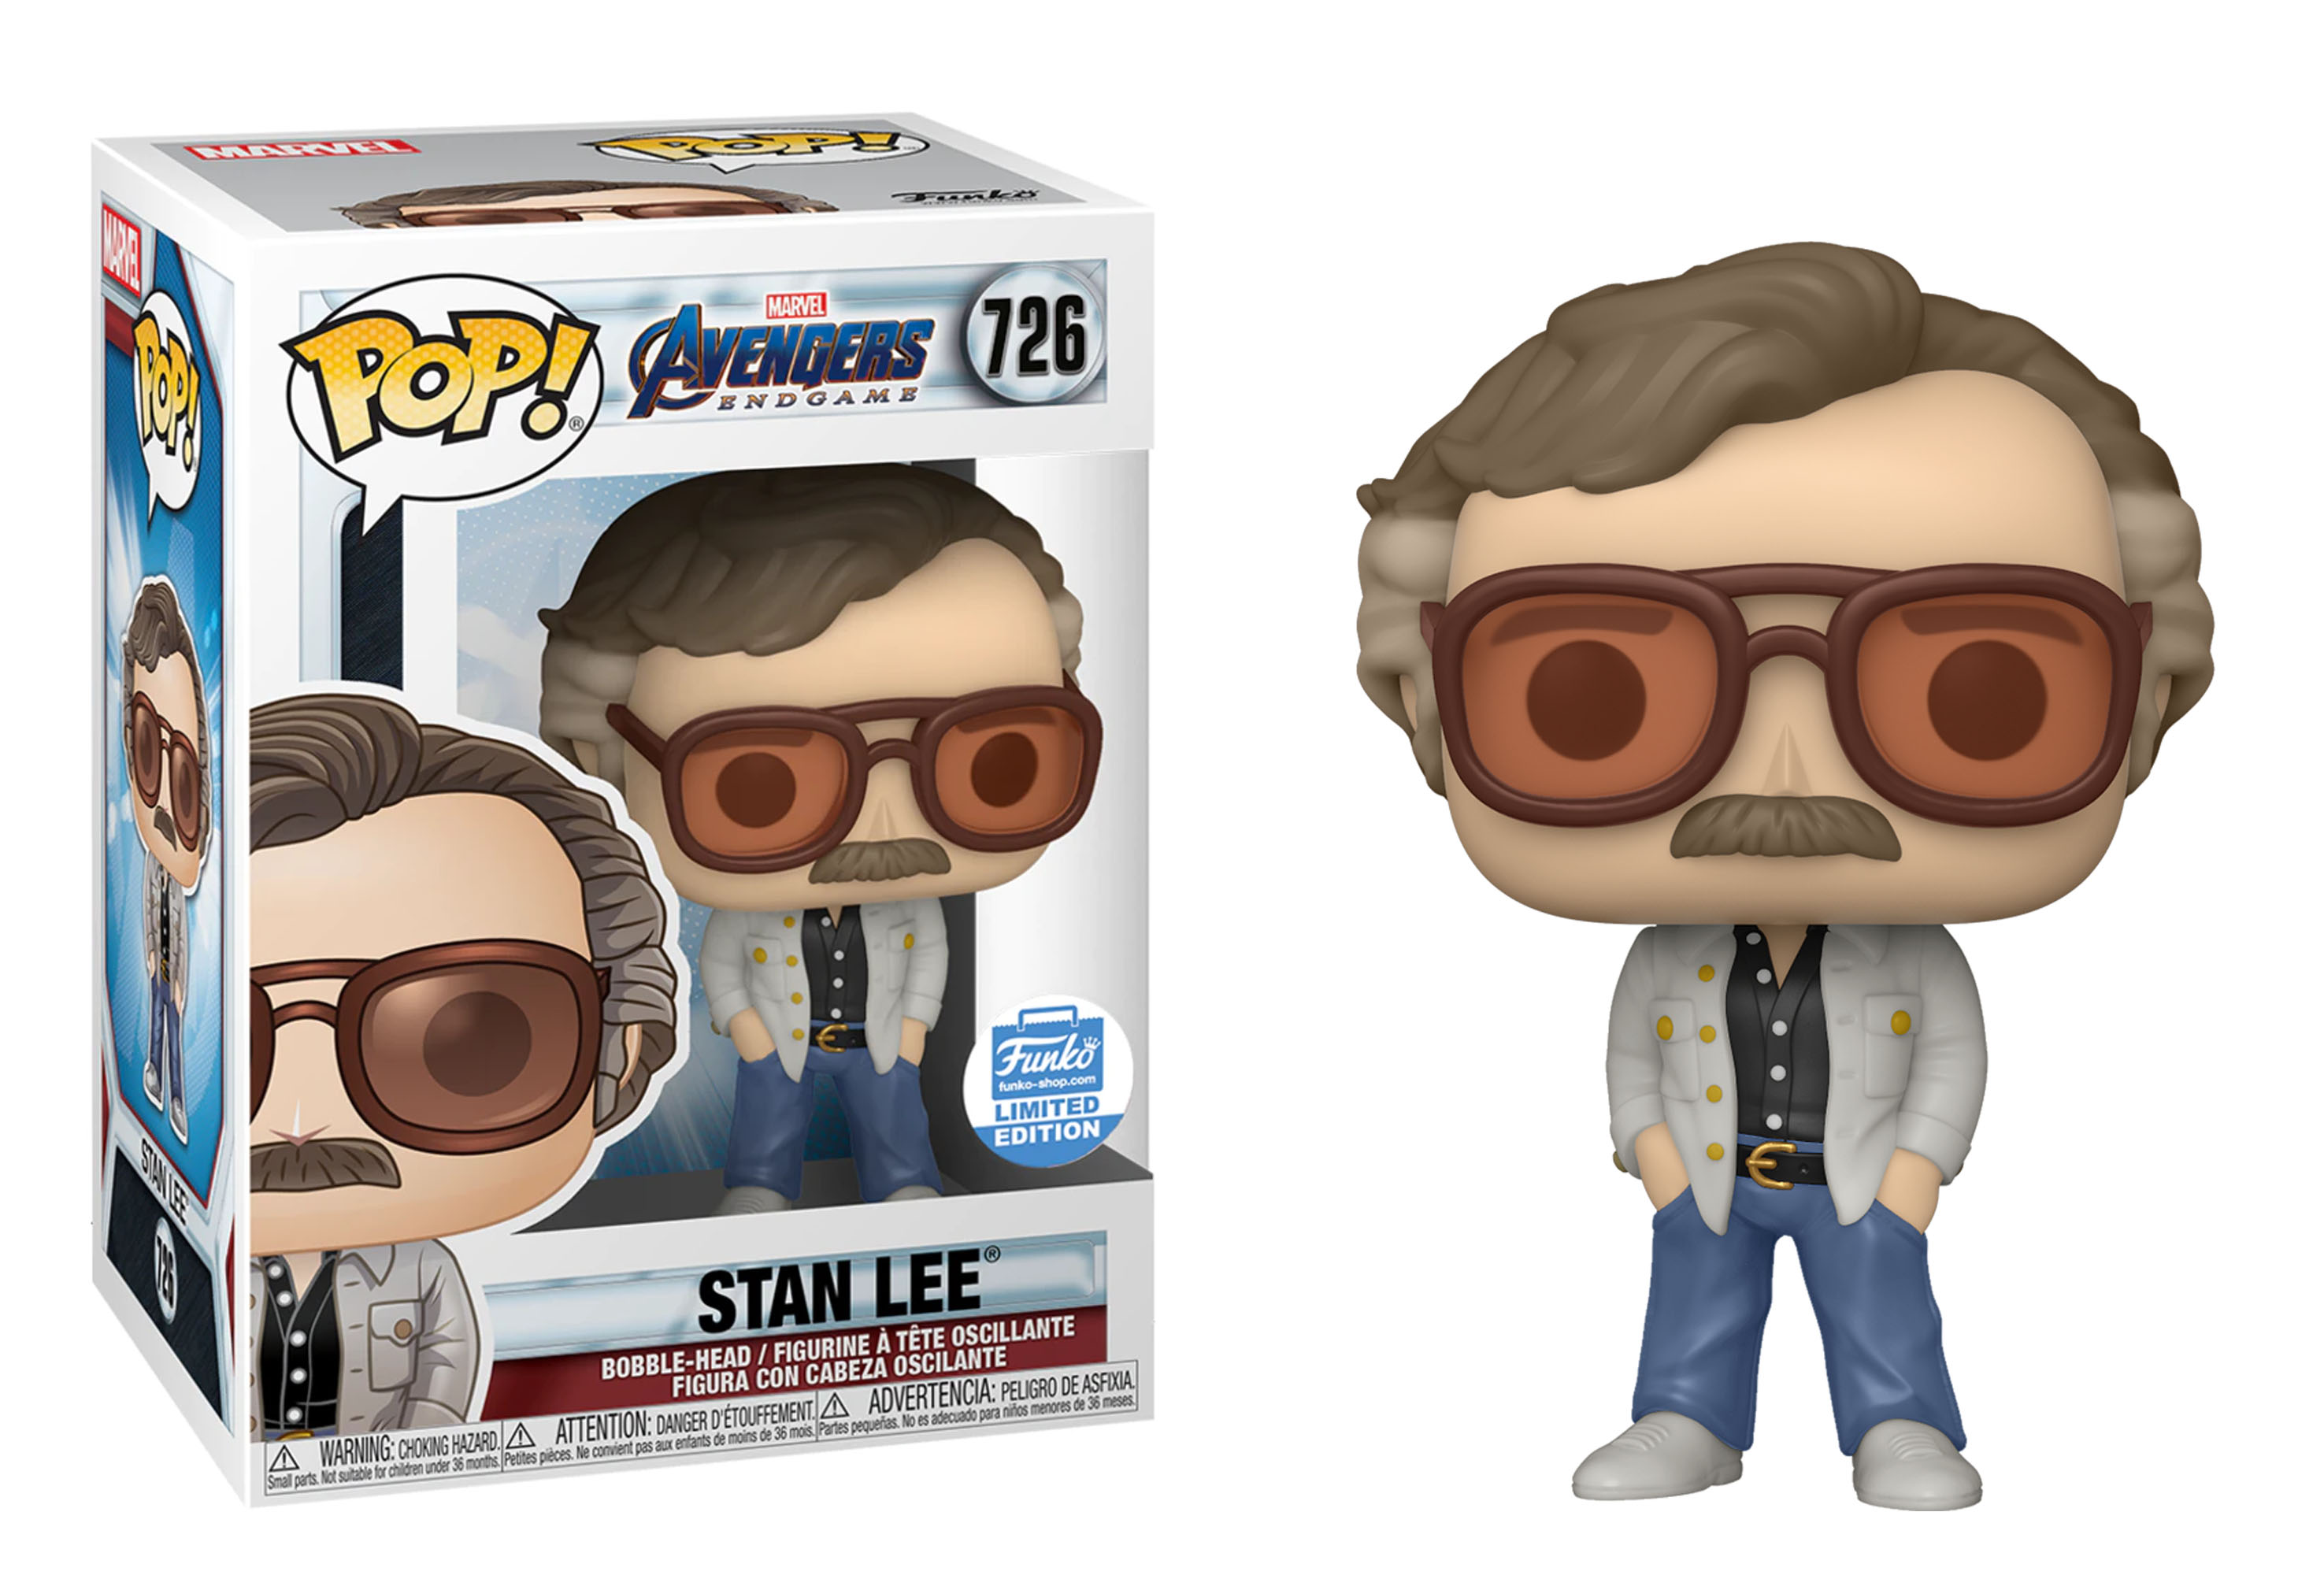 MARVEL
POP!
Funko
MARVEL
POP!
STAN LEE
726
POP!®
MARVEL
AVENGERS
ENDGAME
726
Funko
funko-shop.com
LIMITED
EDITION
STAN LEE®
BOBBLE-HEAD / FIGURINE À TÊTE OSCILLANTE
FIGURA CON CABEZA OSCILANTE
WARNING: CHOKING HAZARD.
Small parts. Not suitable for children under 36 months.
ATTENTION: DANGER D'ÉTOUFFEMENT.
Petites pièces. Ne convient pas aux enfants de moins de 36 mois.
ADVERTENCIA: PELIGRO DE ASFIXIA.
Partes pequeñas. No es adecuado para niños menores de 36 meses.